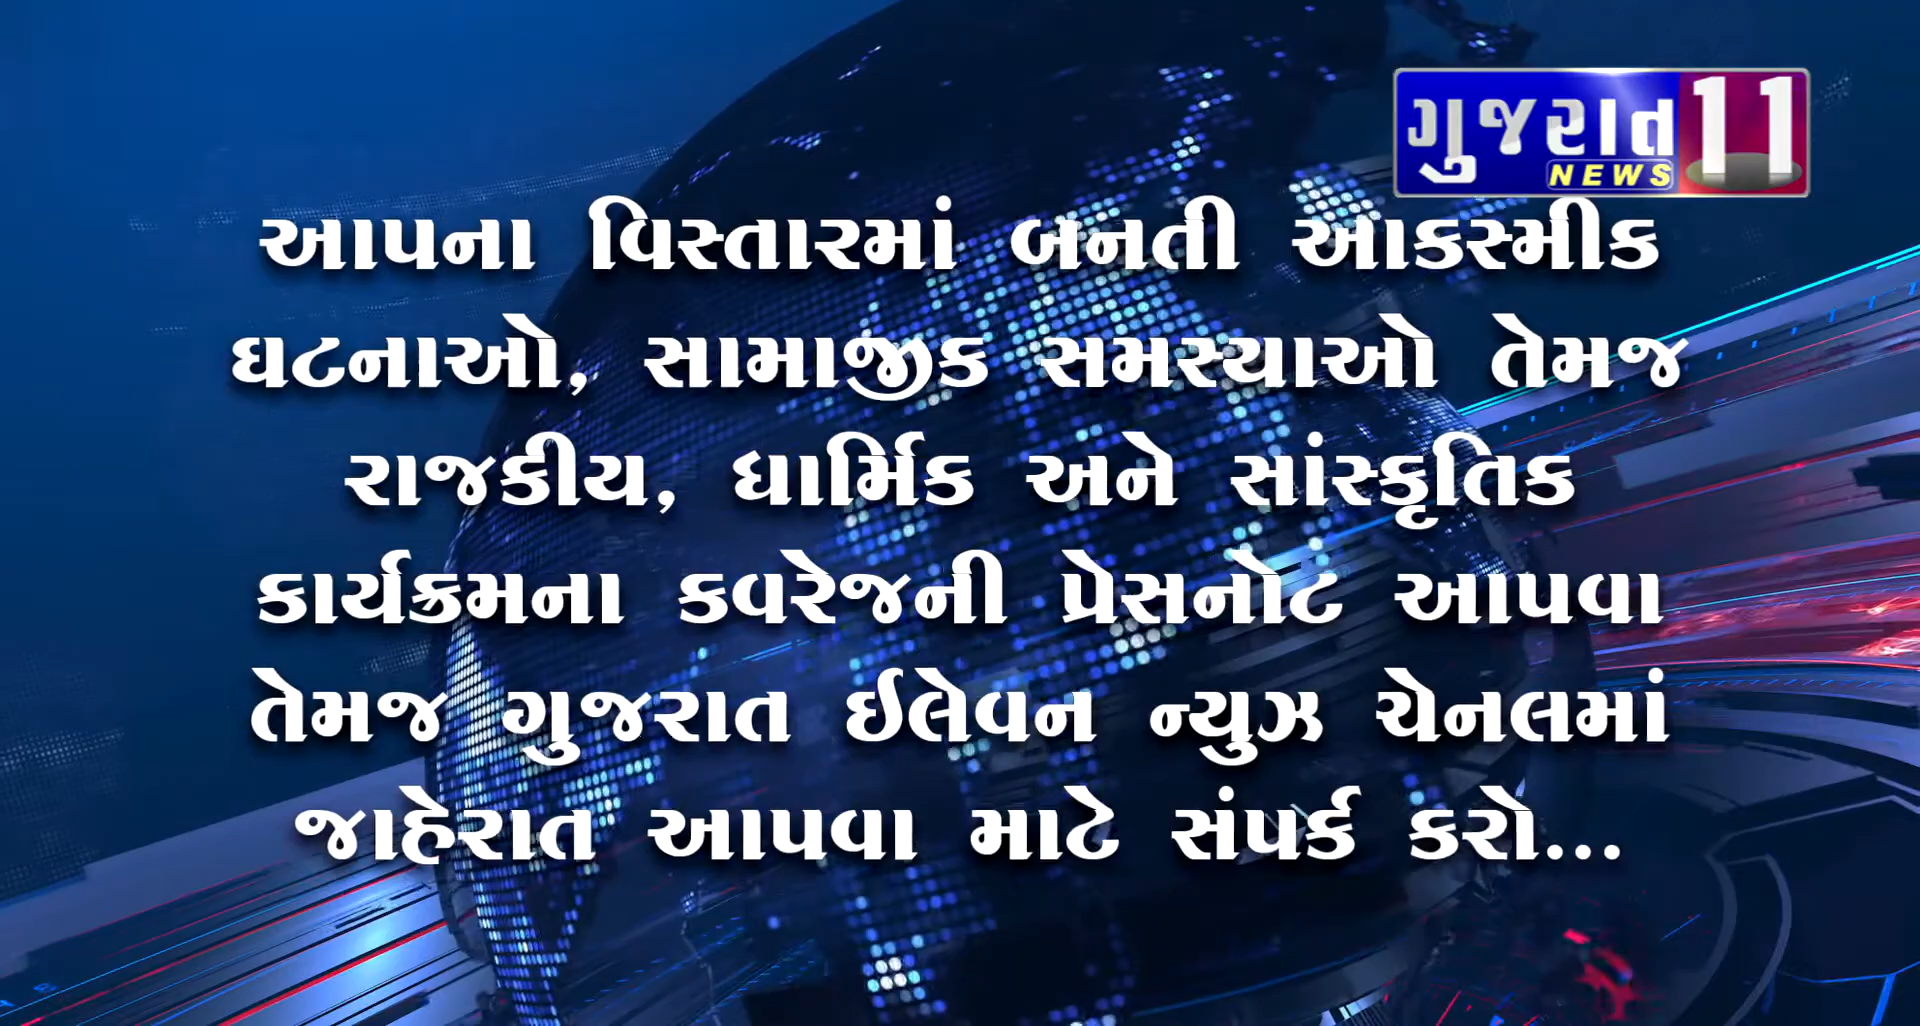 ગુજરાત 11
NEWS
આપના વિસ્તારમાં બનતી આકસ્મીક
ઘટનાઓ, સામાજીક સમસ્યાઓ તેમજ
રાજકીય, ધાર્મિક અને સાંસ્કૃતિક
કાર્યક્રમના કવરેજની પ્રેસનોટ આપવા
તેમજ ગુજરાત ઈલેવન ન્યુઝ ચેનલમાં
જાહેરાત આપવા માટે સંપર્ક કરો...